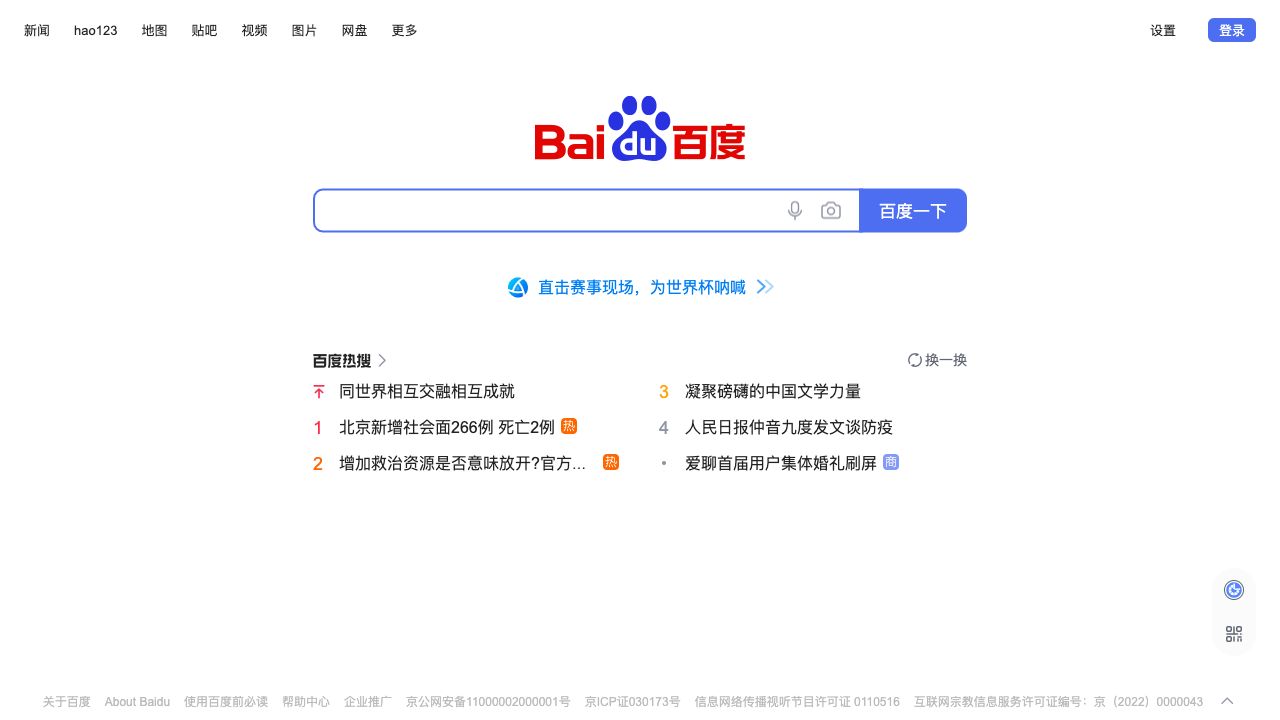 新闻 hao123 地图 贴吧 视频 图片 网盘 更多 设置 登录
Bai du 百度
百度一下
直击赛事现场，为世界杯呐喊
百度热搜 换一换
同世界相互交融相互成就
1 北京新增社会面266例 死亡2例 热
2 增加救治资源是否意味放开?官方... 热
3 凝聚磅礴的中国文学力量
4 人民日报仲音九度发文谈防疫
• 爱聊首届用户集体婚礼刷屏 商
关于百度 About Baidu 使用百度前必读 帮助中心 企业推广 京公网安备11000002000001号 京ICP证030173号 信息网络传播视听节目许可证 0110516 互联网宗教信息服务许可证编号：京（2022）0000043